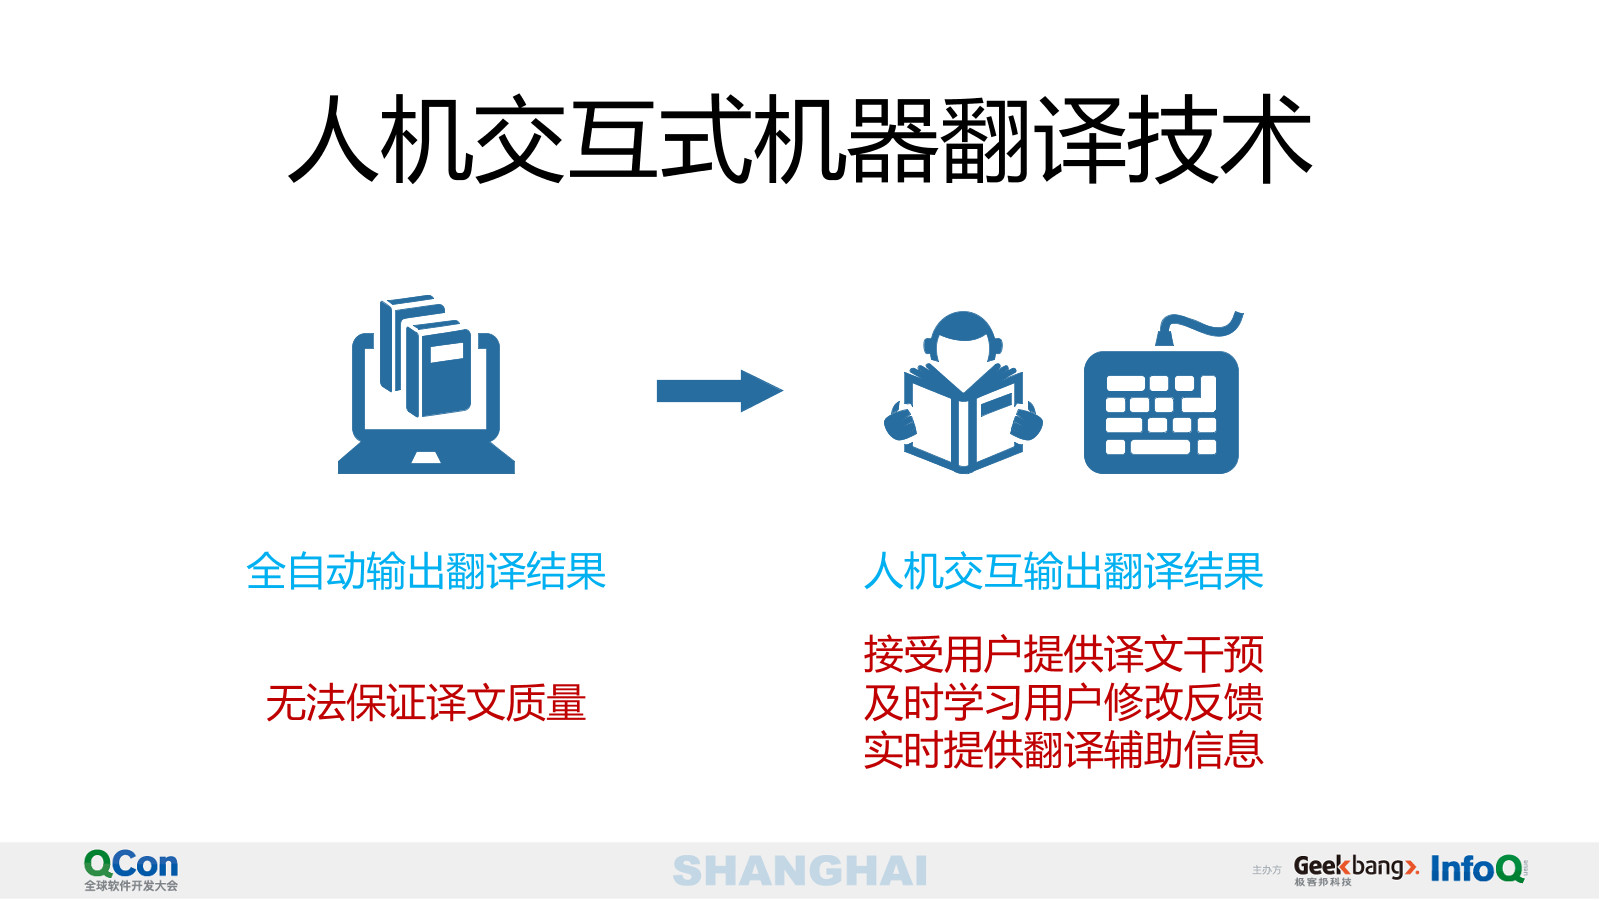 人机交互式机器翻译技术
全自动输出翻译结果
无法保证译文质量
人机交互输出翻译结果
接受用户提供译文干预
及时学习用户修改反馈
实时提供翻译辅助信息
QCon
全球软件开发大会
SHANGHAI
主办方
Geekbang>.
极客邦科技
InfoQ